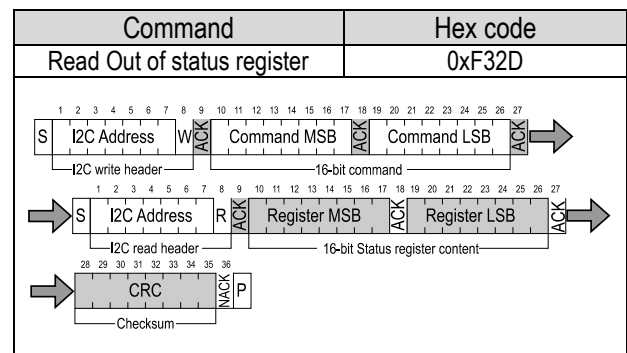 Command Hex code
Read Out of status register 0xF32D
1 2 3 4 5 6 7 8 9 10 11 12 13 14 15 16 17 18 19 20 21 22 23 24 25 26 27
S I2C Address W ACK Command MSB ACK Command LSB ACK
I2C write header 16-bit command
1 2 3 4 5 6 7 8 9 10 11 12 13 14 15 16 17 18 19 20 21 22 23 24 25 26 27
S I2C Address R ACK Register MSB ACK Register LSB ACK
I2C read header 16-bit Status register content
28 29 30 31 32 33 34 35 36
CRC NACK P
Checksum